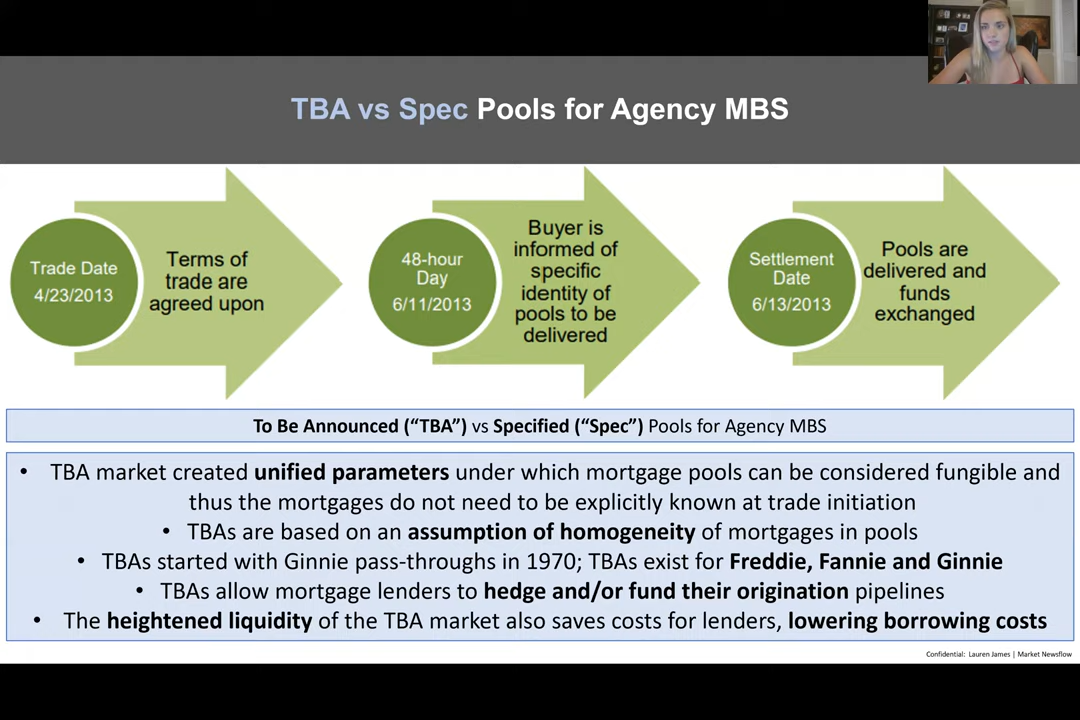 TBA vs Spec Pools for Agency MBS
Trade Date
4/23/2013
Terms of
trade are
agreed upon
48-hour
Day
6/11/2013
Buyer is
informed of
specific
identity of
pools to be
delivered
Settlement
Date
6/13/2013
Pools are
delivered and
funds
exchanged
To Be Announced (“TBA”) vs Specified (“Spec”) Pools for Agency MBS
• TBA market created unified parameters under which mortgage pools can be considered fungible and
thus the mortgages do not need to be explicitly known at trade initiation
• TBAs are based on an assumption of homogeneity of mortgages in pools
• TBAs started with Ginnie pass-throughs in 1970; TBAs exist for Freddie, Fannie and Ginnie
• TBAs allow mortgage lenders to hedge and/or fund their origination pipelines
• The heightened liquidity of the TBA market also saves costs for lenders, lowering borrowing costs
Confidential: Lauren James | Market Newsflow